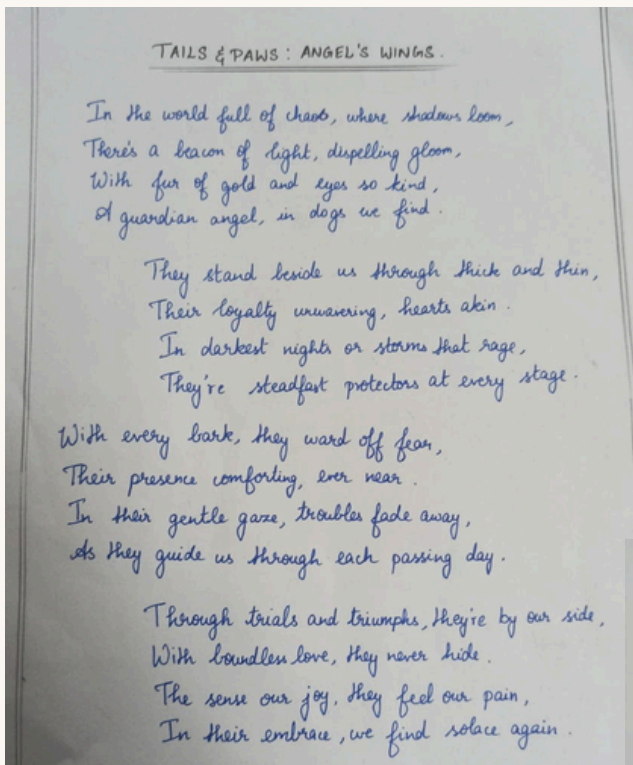 TAILS & PAWS : ANGEL'S WINGS.
In the world full of chaos, where shadows loom,
There's a beacon of light, dispelling gloom,
With fur of gold and eyes so kind,
A guardian angel, in dogs we find.
They stand beside us through thick and thin,
Their loyalty unwavering, hearts akin.
In darkest nights or storms that rage,
They're steadfast protectors at every stage.
With every bark, they ward off fear,
Their presence comforting, ever near.
In their gentle gaze, troubles fade away,
As they guide us through each passing day.
Through trials and triumphs, they're by our side,
With boundless love, they never hide.
The sense our joy, they feel our pain,
In their embrace, we find solace again.